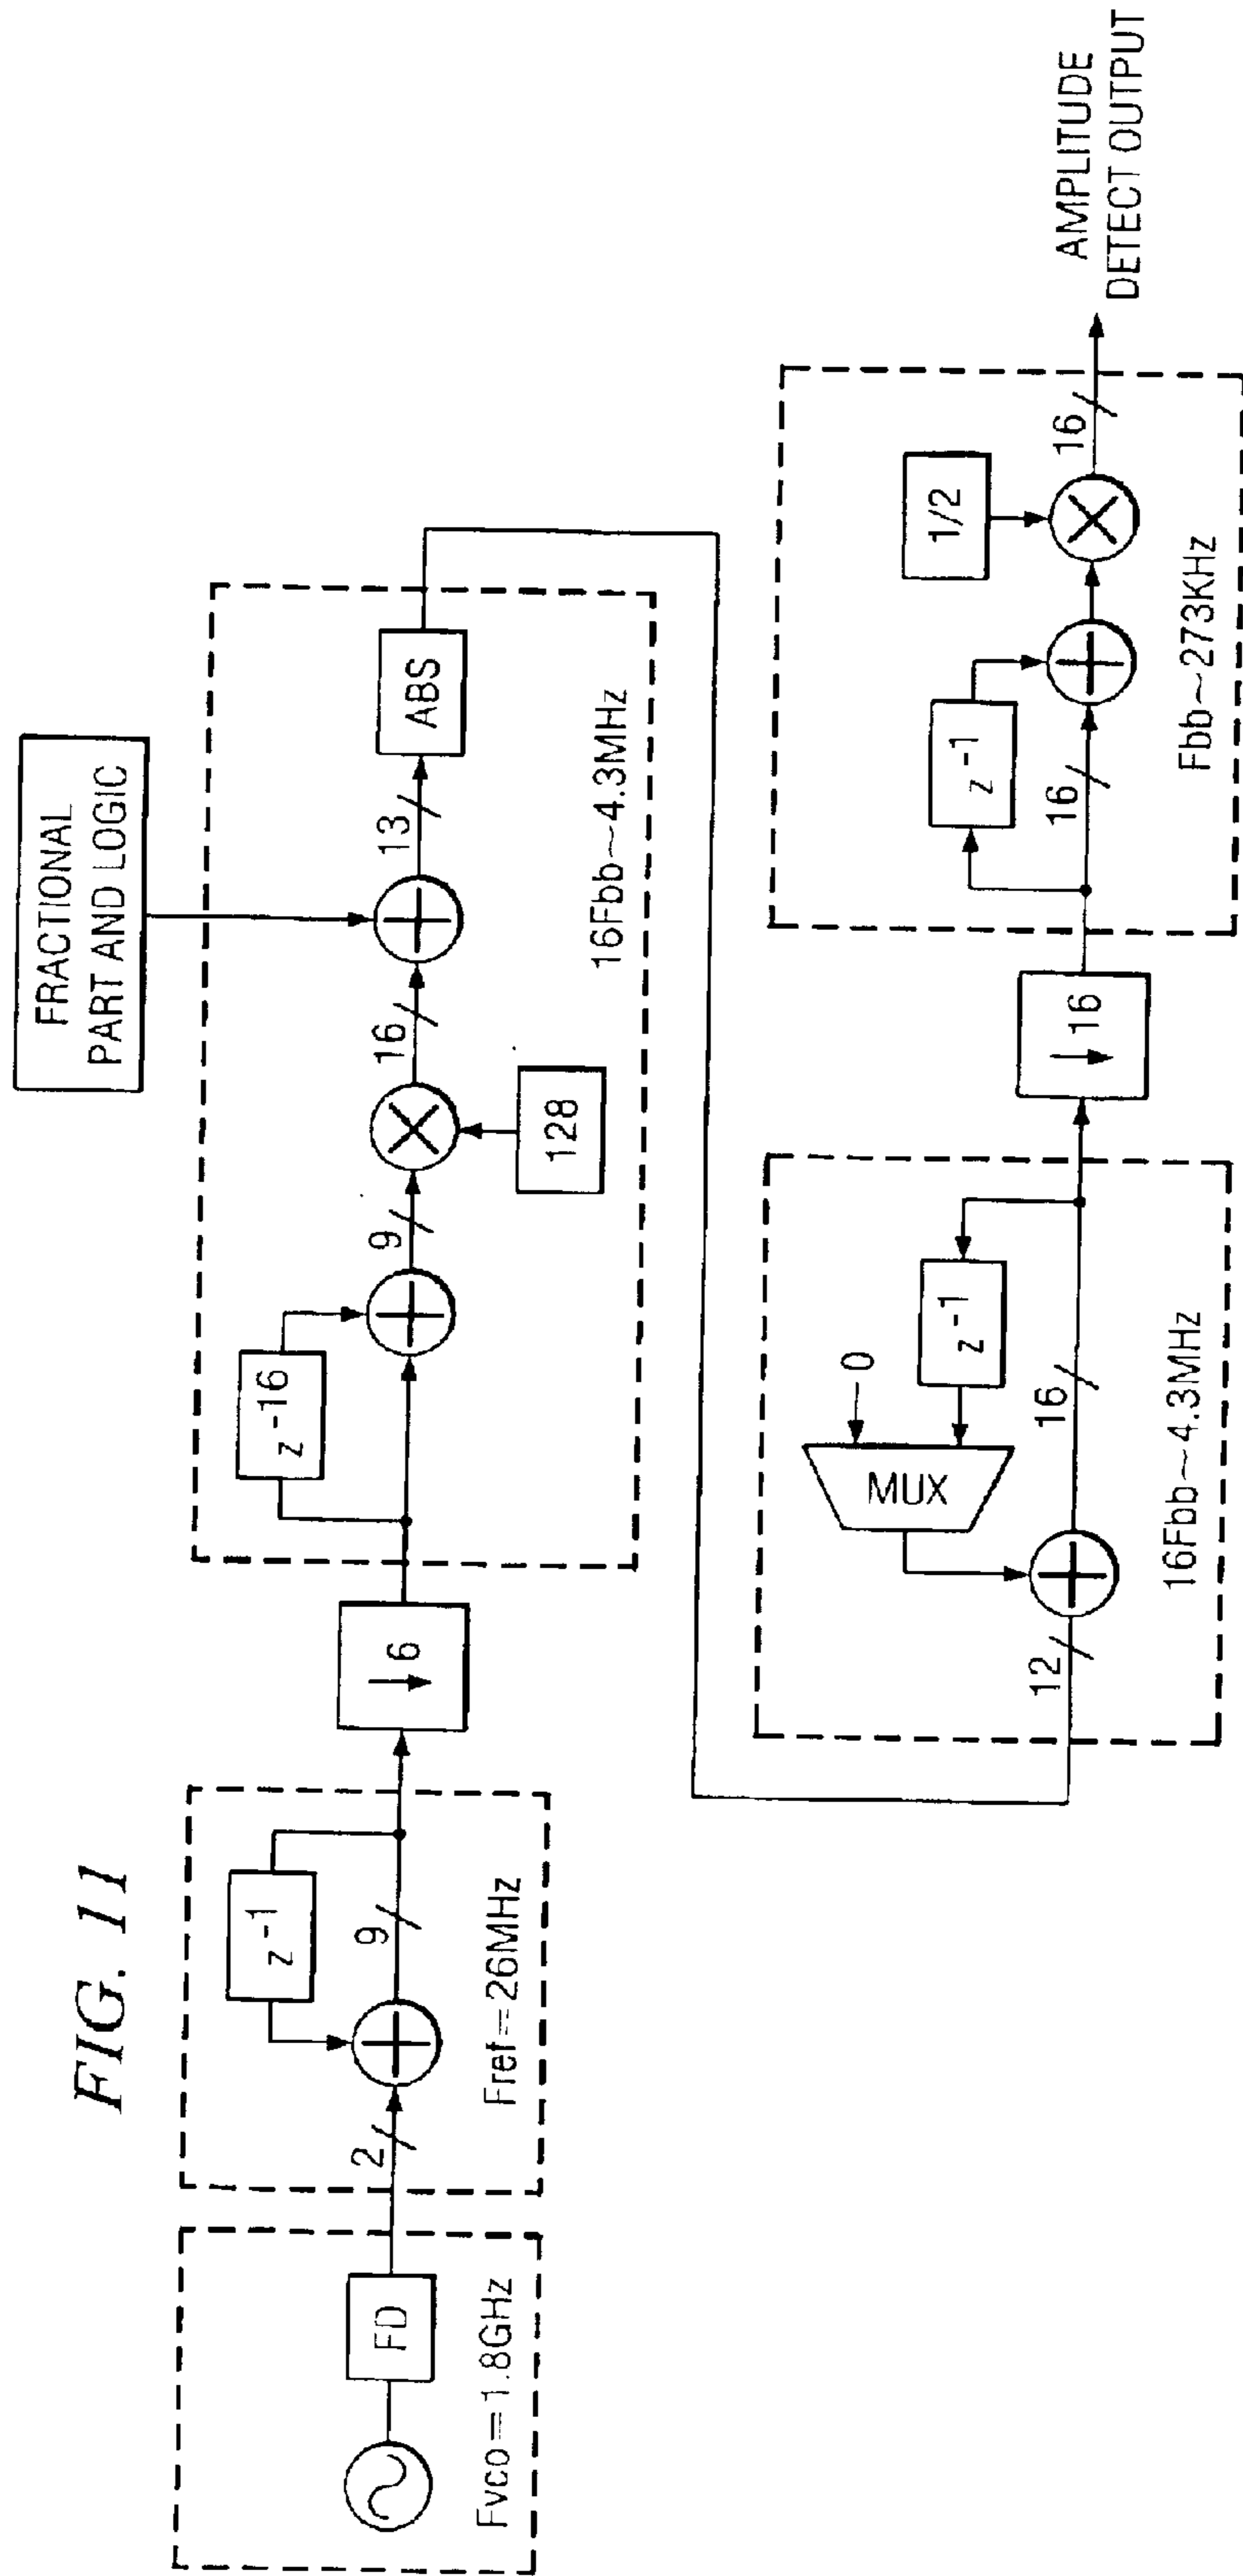 FIG. 11
FD
Fvco=1.8GHz
z-1
2
9
Fref=26MHz
↓6
z-16
9
128
16
FRACTIONAL
PART AND LOGIC
13
ABS
16Fbb~4.3MHz
12
MUX
0
z-1
16
16Fbb~4.3MHz
↓16
z-1
16
1/2
16
Fbb~273KHz
AMPLITUDE
DETECT OUTPUT